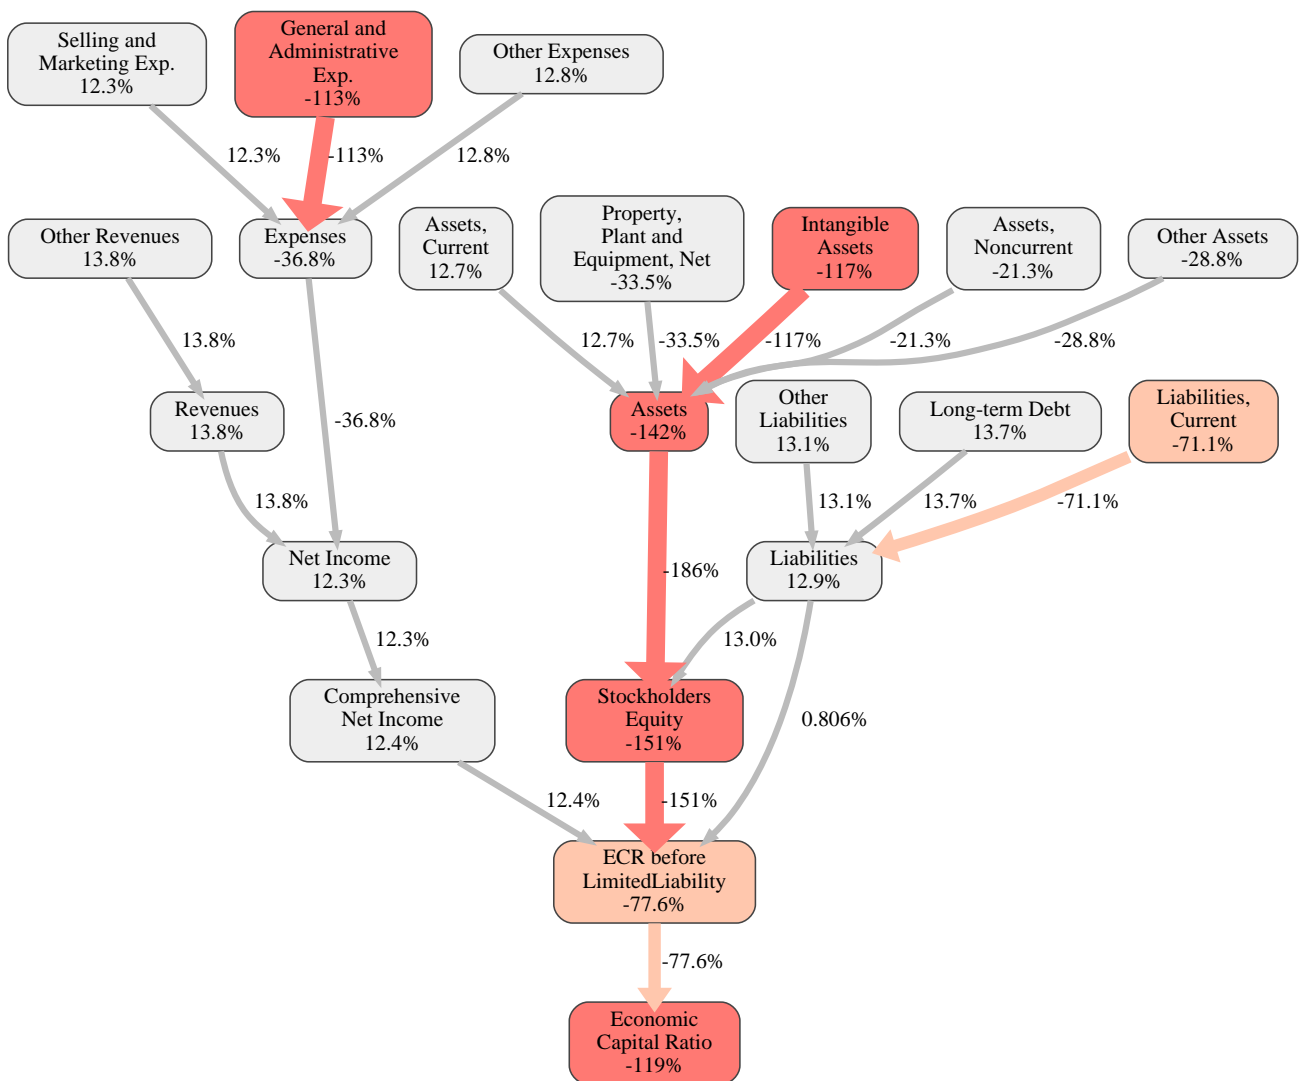 Selling and
Marketing Exp.
12.3%
General and
Administrative
Exp.
-113%
Other Expenses
12.8%
12.3%
-113%
12.8%
Other Revenues
13.8%
Expenses
-36.8%
Assets,
Current
12.7%
Property,
Plant and
Equipment, Net
-33.5%
Intangible
Assets
-117%
Assets,
Noncurrent
-21.3%
Other Assets
-28.8%
13.8%
12.7%
-33.5%
-117%
-21.3%
-28.8%
Revenues
13.8%
-36.8%
Assets
-142%
Other
Liabilities
13.1%
Long-term Debt
13.7%
Liabilities,
Current
-71.1%
13.8%
13.1%
13.7%
-71.1%
Net Income
12.3%
-186%
Liabilities
12.9%
12.3%
13.0%
Comprehensive
Net Income
12.4%
Stockholders
Equity
-151%
0.806%
12.4%
-151%
ECR before
LimitedLiability
-77.6%
-77.6%
Economic
Capital Ratio
-119%